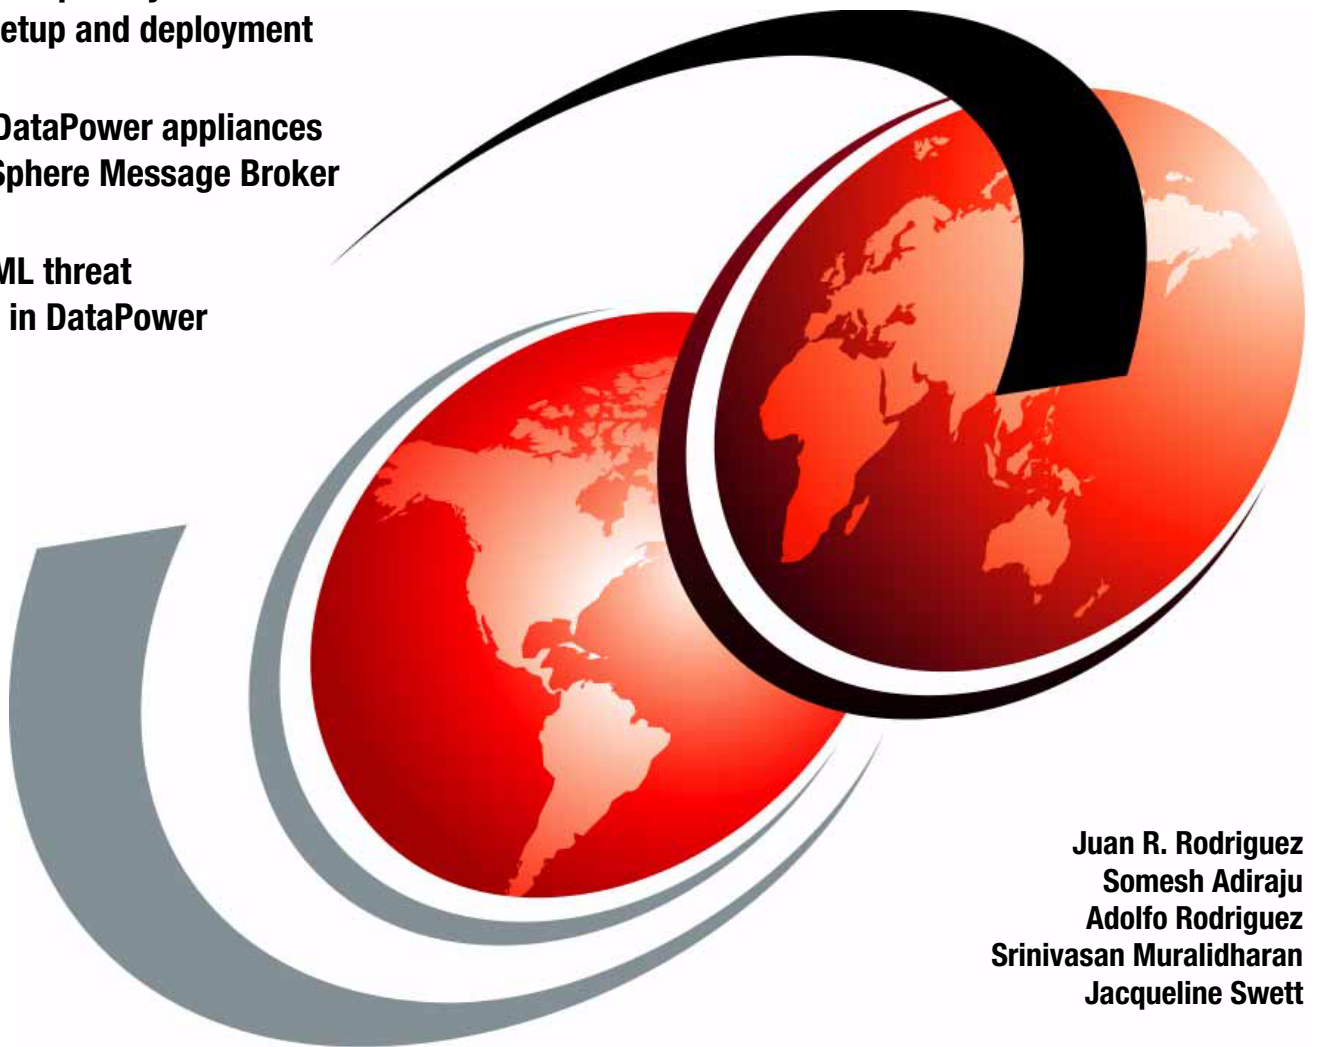 etup and deployment
DataPower appliances
Sphere Message Broker
ML threat
in DataPower
Juan R. Rodriguez
Somesh Adiraju
Adolfo Rodriguez
Srinivasan Muralidharan
Jacqueline Swett